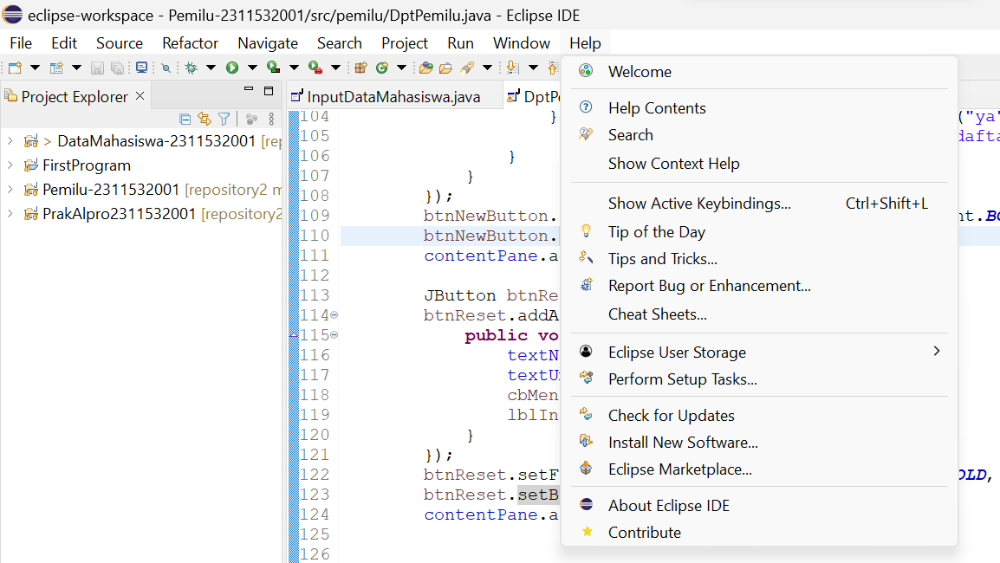 eclipse-workspace - Pemilu-2311532001/src/pemilu/DptPemilu.java - Eclipse IDE
File Edit Source Refactor Navigate Search Project Run Window Help
Project Explorer
> DataMahasiswa-2311532001 [rep
FirstProgram
Pemilu-2311532001 [repository2 m
PrakAlpro2311532001 [repository2
InputDataMahasiswa.java DptPe
104 } ("ya"
105 dafta
106 }
107 }
108 });
109 btnNewButton. nt.BO
110 btnNewButton.
111 contentPane.a
112
113 JButton btnRe
114 btnReset.addA
115 public vo
116 textN
117 textUm
118 cbMen
119 lblIn
120 }
121 });
122 btnReset.setF OLD,
123 btnReset.setB
124 contentPane.a
125
126
Welcome
Help Contents
Search
Show Context Help
Show Active Keybindings... Ctrl+Shift+L
Tip of the Day
Tips and Tricks...
Report Bug or Enhancement...
Cheat Sheets...
Eclipse User Storage
Perform Setup Tasks...
Check for Updates
Install New Software...
Eclipse Marketplace...
About Eclipse IDE
Contribute